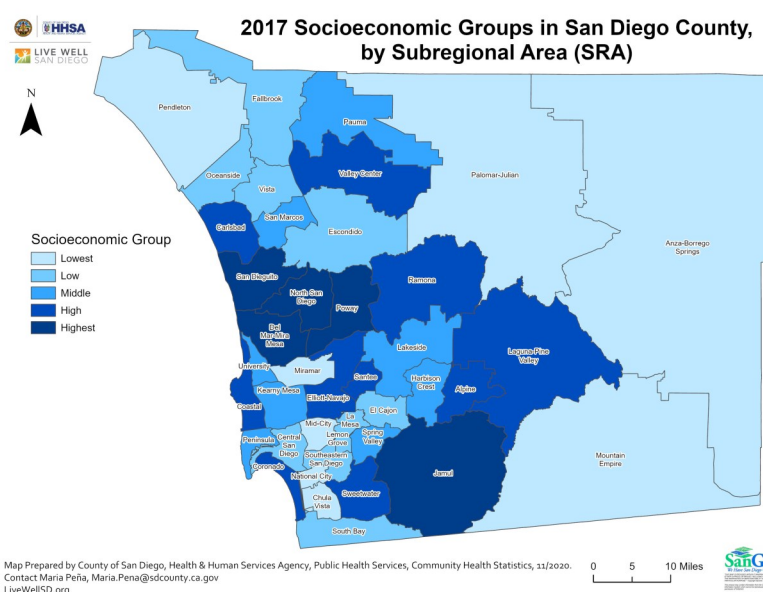 2017 Socioeconomic Groups in San Diego County,
by Subregional Area (SRA)
HHSA
LIVE WELL
SAN DIEGO
N
Pendleton
Fallbrook
Pauma
Valley Center
Palomar-Julian
Oceanside
Vista
San Marcos
Carlsbad
Escondido
Anza-Borrego
Springs
Socioeconomic Group
Lowest
Low
Middle
High
Highest
San Dieguito
North San
Diego
Poway
Ramona
Del
Mar-Mira
Mesa
University
Miramar
Lakeside
Laguna-Pine
Valley
Kearny Mesa
Elliott-Navajo
Santee
Harbison
Crest
Alpine
Coastal
El Cajon
La
Mesa
Mid-City
Lemon
Grove
Spring
Valley
Peninsula
Central
San
Diego
Southeastern
San Diego
Coronado
National City
Jamul
Mountain
Empire
Chula
Vista
Sweetwater
South Bay
Map Prepared by County of San Diego, Health & Human Services Agency, Public Health Services, Community Health Statistics, 11/2020.
Contact Maria Peña, Maria.Pena@sdcounty.ca.gov
LiveWellSD.org
0 5 10 Miles
SanG